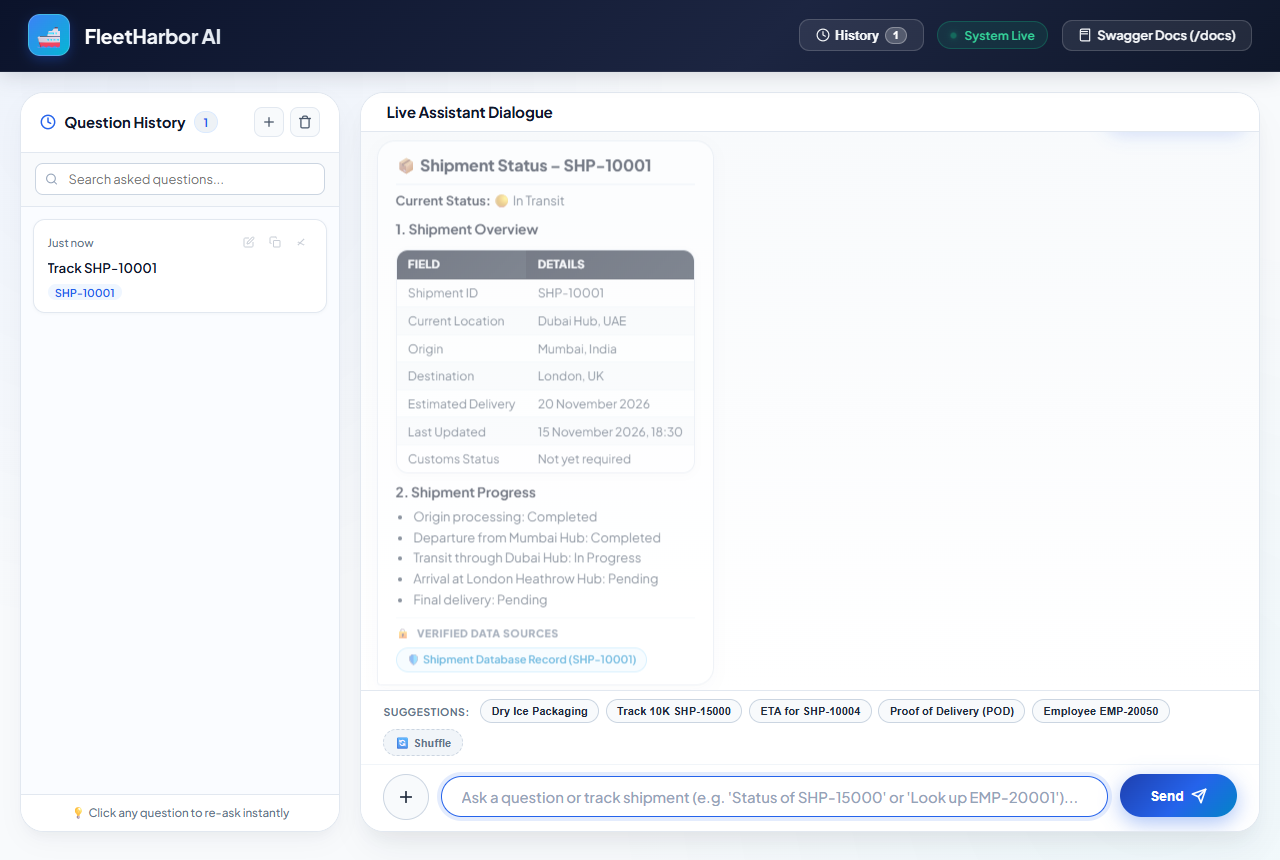 FleetHarbor AI
History 1
System Live
Swagger Docs (/docs)
Question History 1
Search asked questions...
Just now
Track SHP-10001
SHP-10001
Click any question to re-ask instantly
Live Assistant Dialogue
Shipment Status – SHP-10001
Current Status: In Transit
1. Shipment Overview
FIELD DETAILS
Shipment ID SHP-10001
Current Location Dubai Hub, UAE
Origin Mumbai, India
Destination London, UK
Estimated Delivery 20 November 2026
Last Updated 15 November 2026, 18:30
Customs Status Not yet required
2. Shipment Progress
• Origin processing: Completed
• Departure from Mumbai Hub: Completed
• Transit through Dubai Hub: In Progress
• Arrival at London Heathrow Hub: Pending
• Final delivery: Pending
VERIFIED DATA SOURCES
Shipment Database Record (SHP-10001)
SUGGESTIONS: Dry Ice Packaging Track 10K SHP-15000 ETA for SHP-10004 Proof of Delivery (POD) Employee EMP-20050
Shuffle
Ask a question or track shipment (e.g. 'Status of SHP-15000' or 'Look up EMP-20001')...
Send